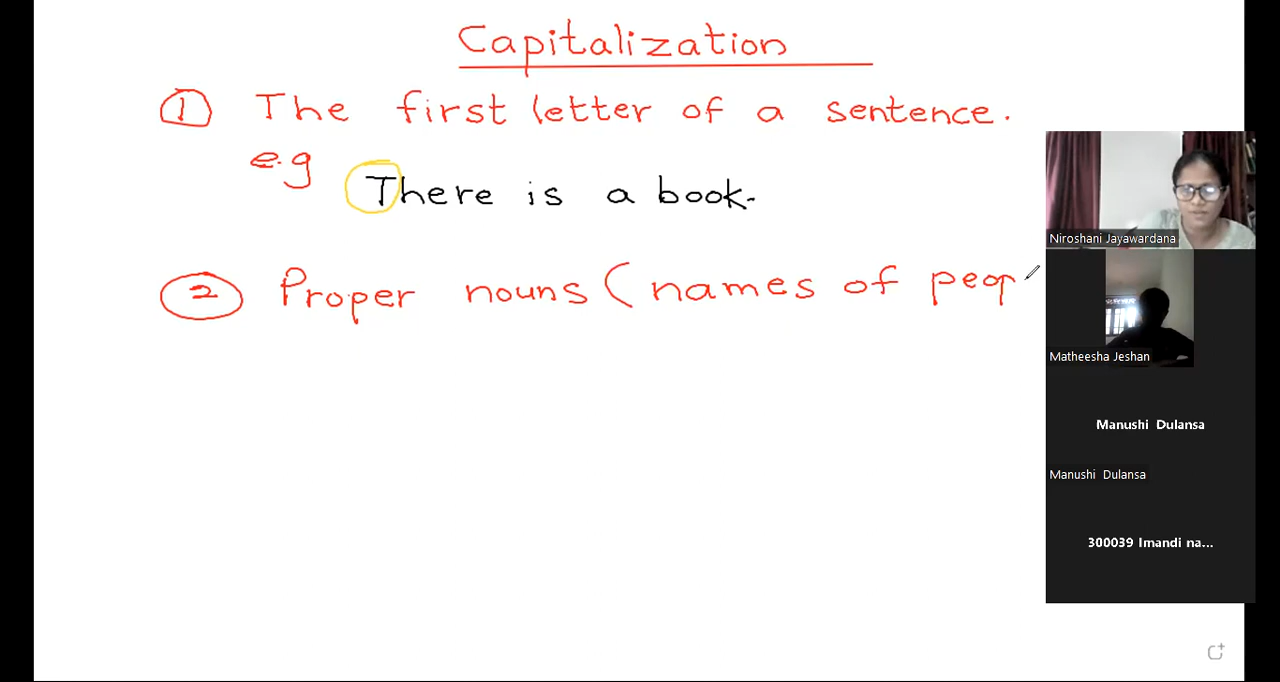 Capitalization
① The first letter of a sentence.
e.g
There is a book.
② Proper nouns (names of peop
Niroshani Jayawardana
Matheesha Jeshan
Manushi Dulansa
Manushi Dulansa
300039 Imandi na...